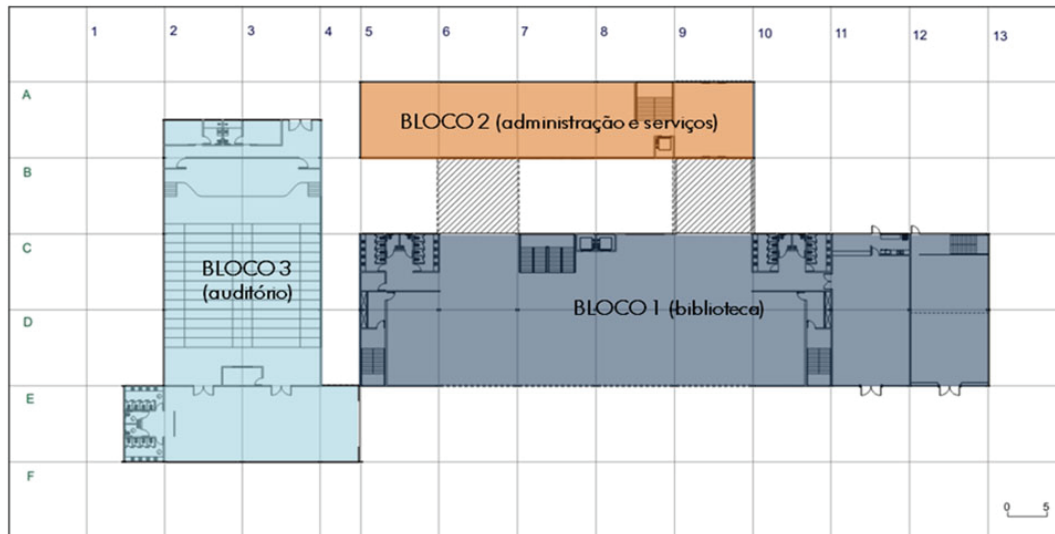 1 2 3 4 5 6 7 8 9 10 11 12 13
A
BLOCO 2 (administração e serviços)
B
C
BLOCO 3
(auditório)
BLOCO 1 (biblioteca)
D
E
F
0 5